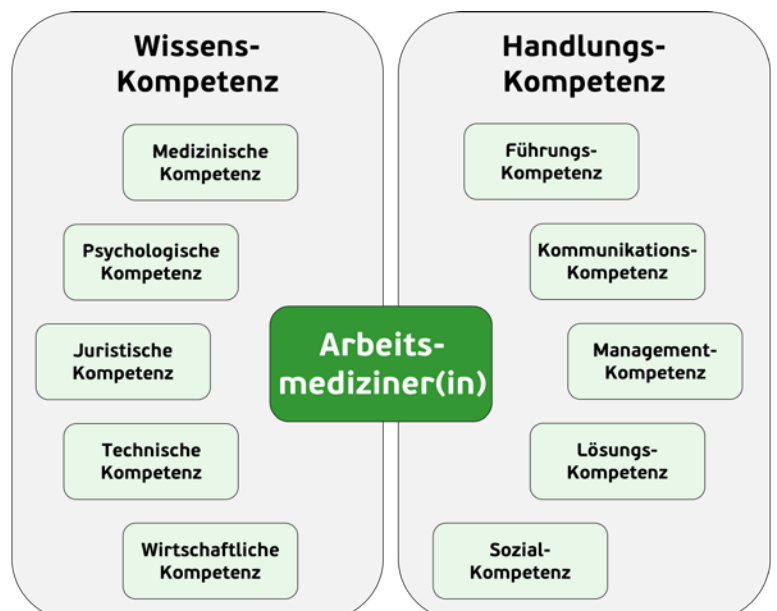 Wissens-
Kompetenz
Medizinische
Kompetenz
Psychologische
Kompetenz
Juristische
Kompetenz
Technische
Kompetenz
Wirtschaftliche
Kompetenz
Arbeits-
mediziner(in)
Handlungs-
Kompetenz
Führungs-
Kompetenz
Kommunikations-
Kompetenz
Management-
Kompetenz
Lösungs-
Kompetenz
Sozial-
Kompetenz